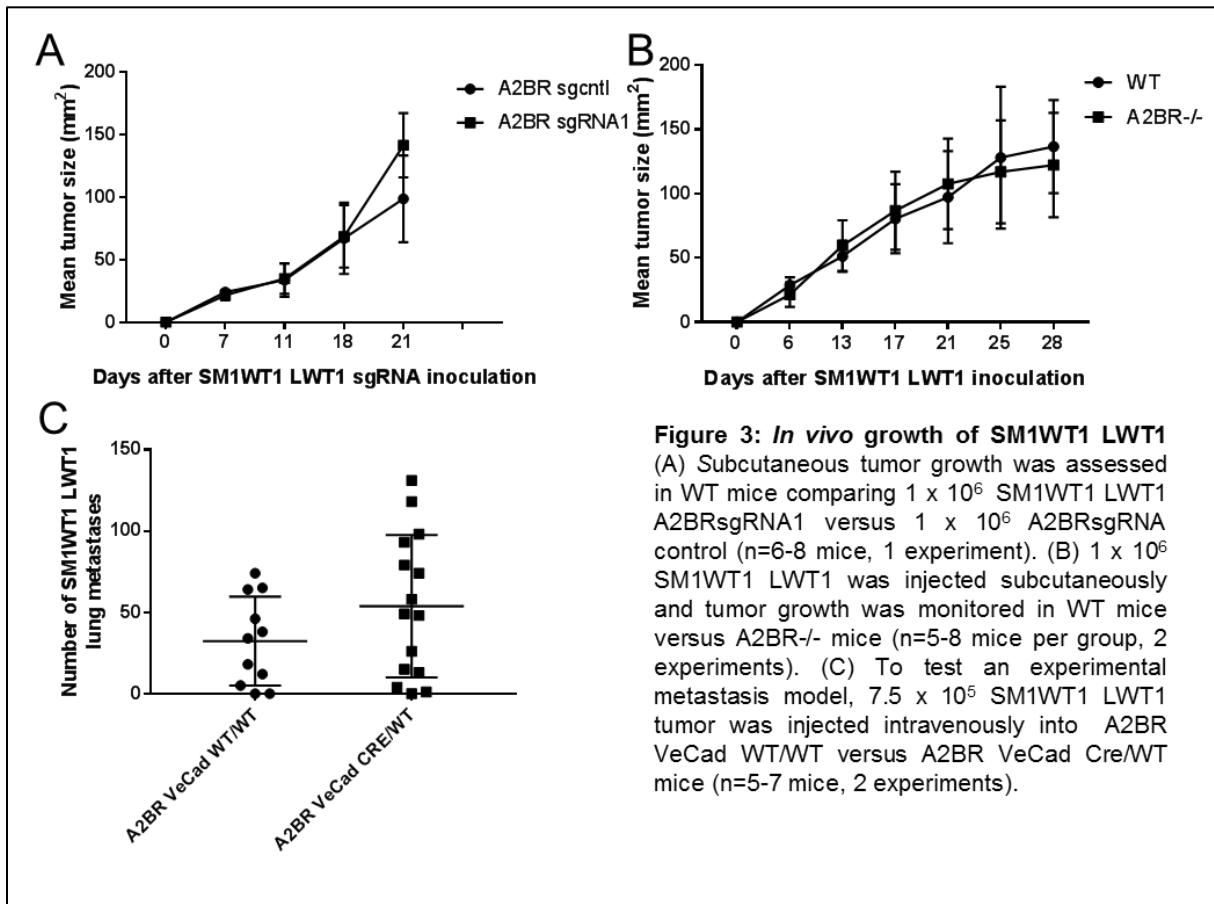 A
200
150
100
50
0
Mean tumor size (mm²)
A2BR sgcntl
A2BR sgRNA1
0 7 11 18 21
Days after SM1WT1 LWT1 sgRNA inoculation
B
200
150
100
50
0
Mean tumor size (mm²)
WT
A2BR-/-
0 6 13 17 21 25 28
Days after SM1WT1 LWT1 inoculation
C
150
100
50
0
Number of SM1WT1 LWT1
lung metastases
A2BR VeCad WT/WT
A2BR VeCad CRE/WT
Figure 3: In vivo growth of SM1WT1 LWT1
(A) Subcutaneous tumor growth was assessed
in WT mice comparing 1 x 10⁶ SM1WT1 LWT1
A2BRsgRNA1 versus 1 x 10⁶ A2BRsgRNA
control (n=6-8 mice, 1 experiment). (B) 1 x 10⁶
SM1WT1 LWT1 was injected subcutaneously
and tumor growth was monitored in WT mice
versus A2BR-/- mice (n=5-8 mice per group, 2
experiments). (C) To test an experimental
metastasis model, 7.5 x 10⁵ SM1WT1 LWT1
tumor was injected intravenously into A2BR
VeCad WT/WT versus A2BR VeCad Cre/WT
mice (n=5-7 mice, 2 experiments).